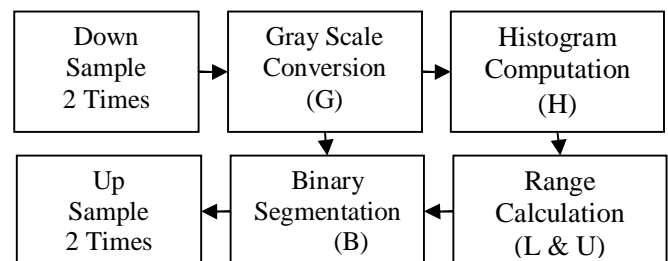 Down
Sample
2 Times
Gray Scale
Conversion
(G)
Histogram
Computation
(H)
Up
Sample
2 Times
Binary
Segmentation
(B)
Range
Calculation
(L & U)